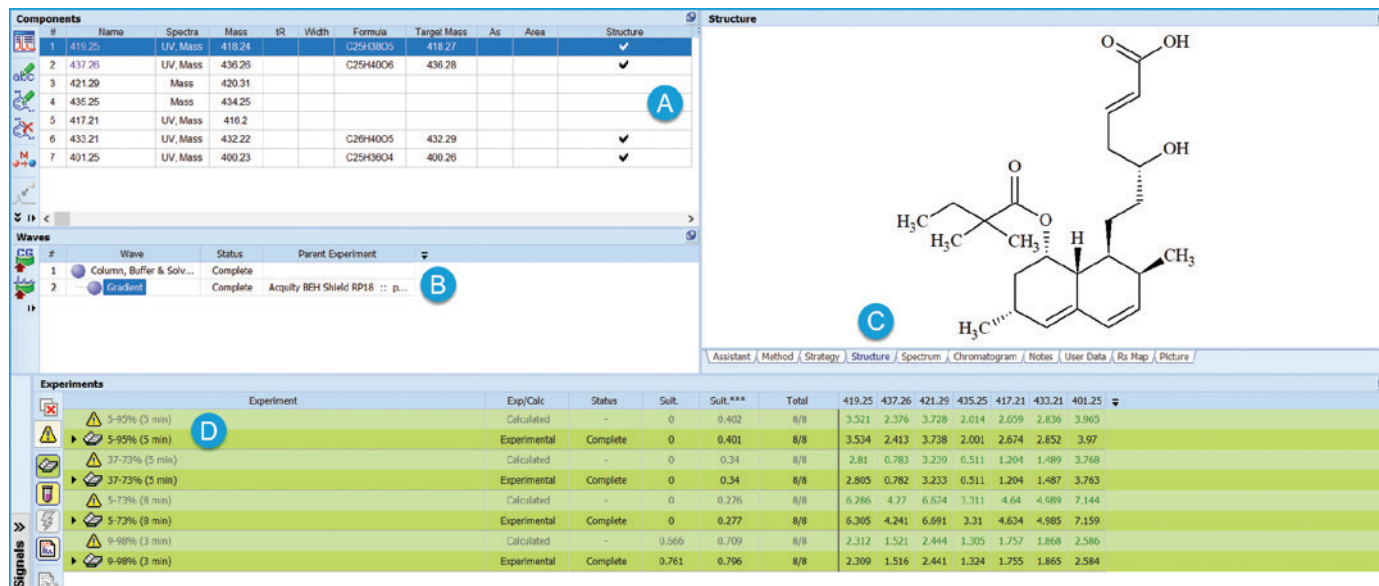 Components
# Name Spectra Mass tR Width Formula Target Mass As Area Structure
1 419.25 UV, Mass 418.24 C25H38O5 418.27 ✔
2 437.26 UV, Mass 436.26 C25H40O6 436.28 ✔
3 421.29 Mass 420.31
4 435.25 Mass 434.25
5 417.21 UV, Mass 416.2
6 433.21 UV, Mass 432.22 C26H40O5 432.29 ✔
7 401.25 UV, Mass 400.23 C25H36O4 400.26 ✔
abc
M
A
Waves
CG
# Wave Status Parent Experiment
1 Column, Buffer & Solv... Complete
2 Gradient Complete Acquity BEH Shield RP18 :: p...
B
Structure
O OH
OH
O
H3C O
H3C CH3 H
CH3
H3C
C
Assistant / Method / Strategy / Structure / Spectrum / Chromatogram / Notes / User Data / Rs Map / Picture
Signals
Experiments
Experiment Exp/Calc Status Suit. Suit.*** Total 419.25 437.26 421.29 435.25 417.21 433.21 401.25
5-95% (5 min) Calculated - 0 0.402 8/8 3.521 2.376 3.728 2.014 2.659 2.836 3.965
D
5-95% (5 min) Experimental Complete 0 0.401 8/8 3.534 2.413 3.738 2.001 2.674 2.852 3.97
37-73% (5 min) Calculated - 0 0.34 8/8 2.81 0.783 3.239 0.511 1.204 1.489 3.768
37-73% (5 min) Experimental Complete 0 0.34 8/8 2.805 0.782 3.233 0.511 1.204 1.487 3.763
5-73% (8 min) Calculated - 0 0.276 8/8 6.286 4.27 6.674 3.311 4.64 4.989 7.144
5-73% (8 min) Experimental Complete 0 0.277 8/8 6.305 4.241 6.691 3.31 4.634 4.985 7.159
9-98% (3 min) Calculated - 0.666 0.709 8/8 2.312 1.521 2.444 1.305 1.757 1.868 2.586
9-98% (3 min) Experimental Complete 0.761 0.796 8/8 2.309 1.516 2.441 1.324 1.755 1.865 2.584